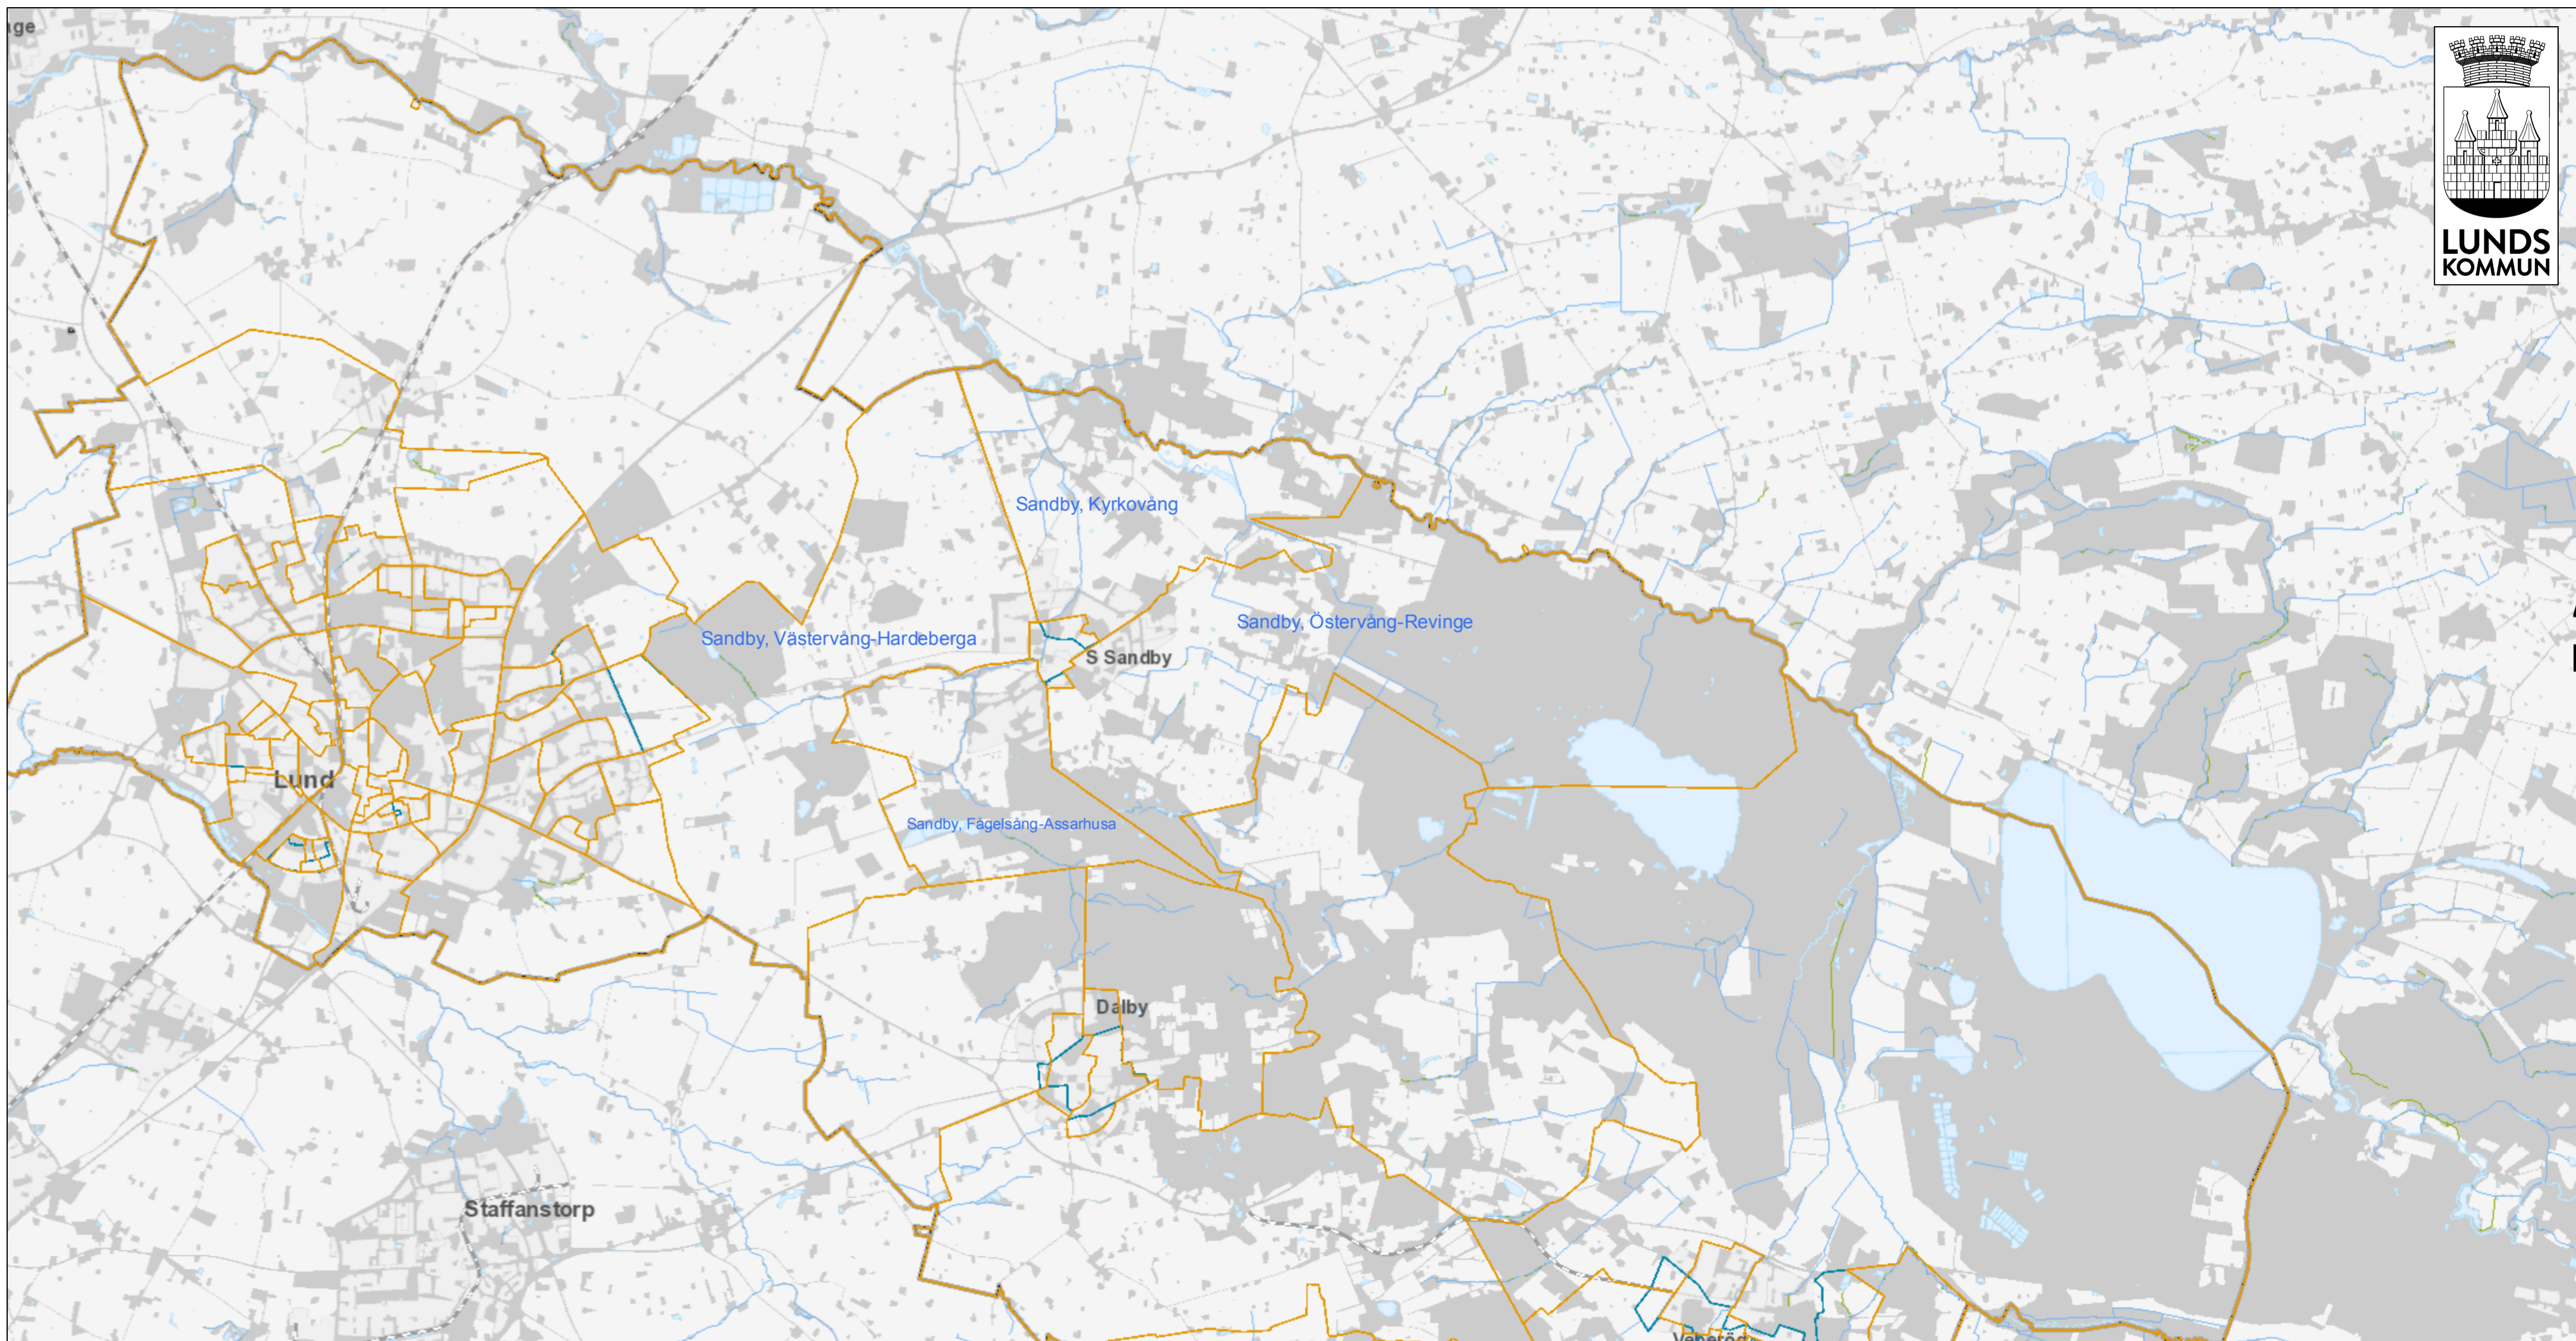 LUNDS
KOMMUN
Sandby, Kyrkovång
Sandby, Östervång-Revinge
Sandby, Västervång-Hardeberga
S Sandby
Lund
Sandby, Fågelsång-Assarhusa
Dalby
Staffanstorp